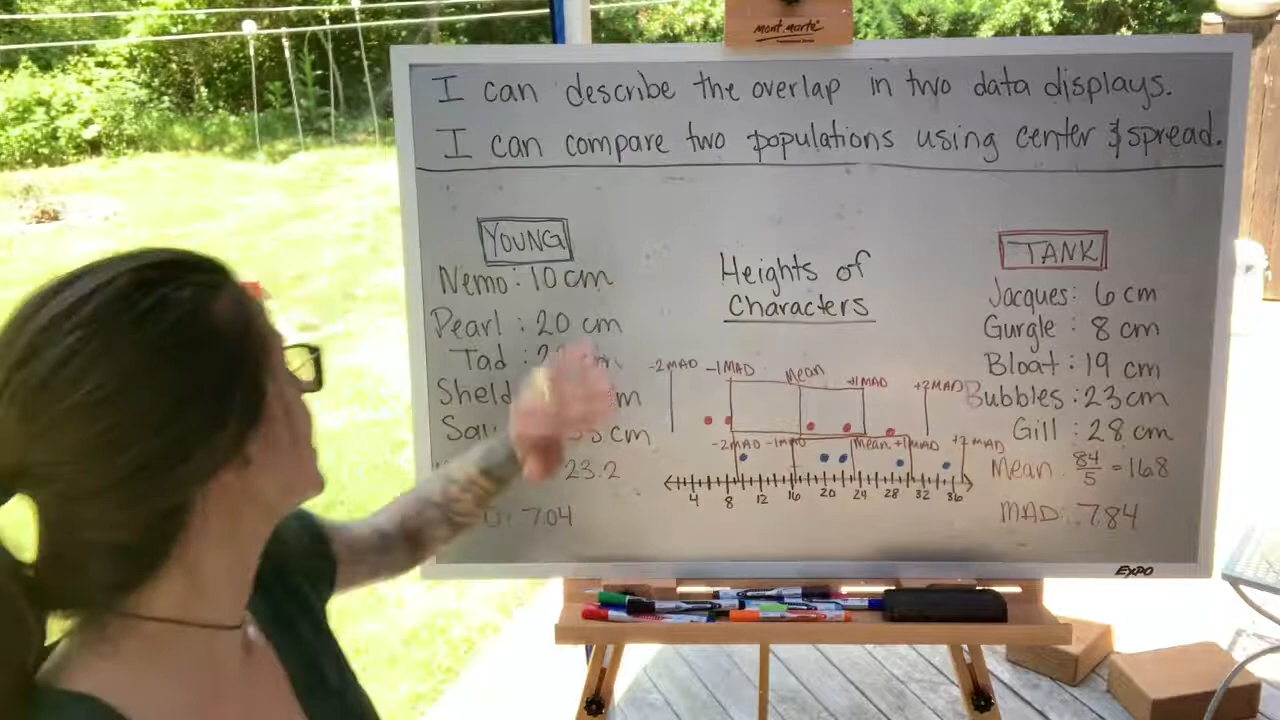 mont marte
I can describe the overlap in two data displays.
I can compare two populations using center & spread.
YOUNG
Nemo: 10 cm
Pearl: 20 cm
Tad:
Sheld
cm
23.2
7.04
Heights of
Characters
-2MAD -1MAD Mean +1MAD +2MAD
-2MAD -1MAD Mean +1MAD +2MAD
4 8 12 16 20 24 28 32 36
TANK
Jacques: 6 cm
Gurgle: 8 cm
Bloat: 19 cm
Bubbles: 23 cm
Gill: 28 cm
Mean 84/5 = 16.8
MAD: 7.84
EXPO